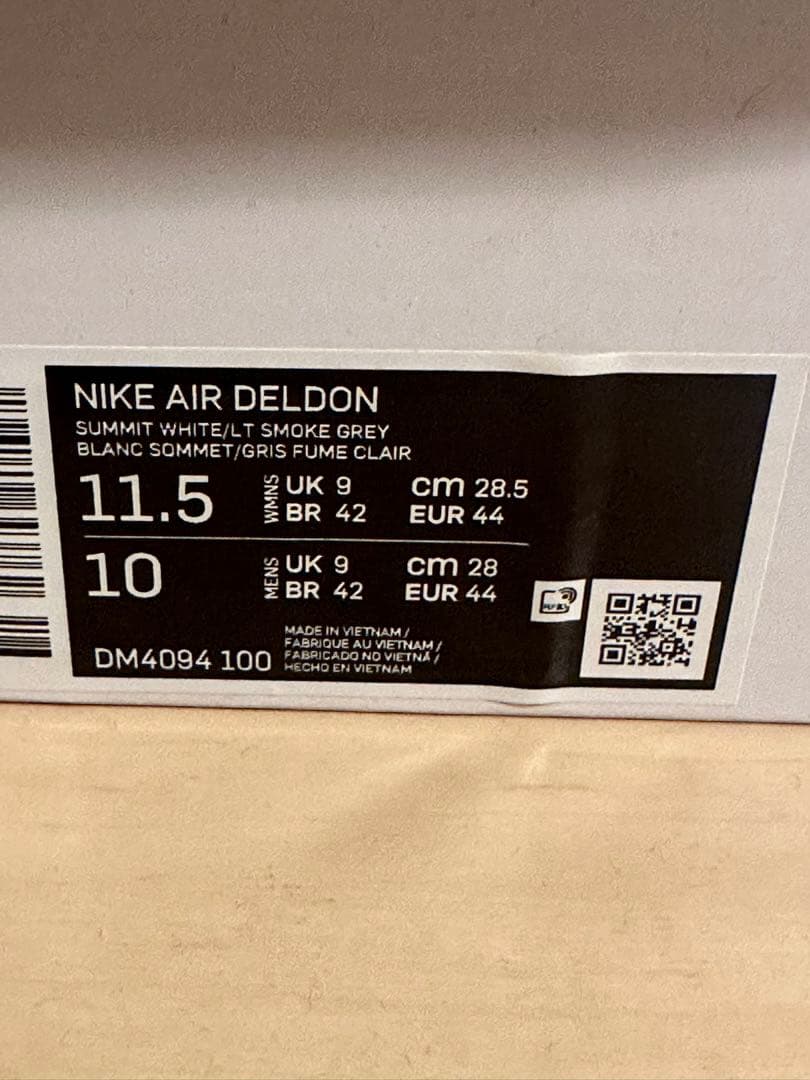 NIKE AIR DELDON
SUMMIT WHITE/LT SMOKE GREY
BLANC SOMMET/GRIS FUME CLAIR
11.5 WMNS UK 9 cm 28.5
BR 42 EUR 44
10 MENS UK 9 cm 28
BR 42 EUR 44
MADE IN VIETNAM /
FABRIQUE AU VIETNAM /
FABRICADO NO VIETNÃ /
HECHO EN VIETNAM
DM4094 100